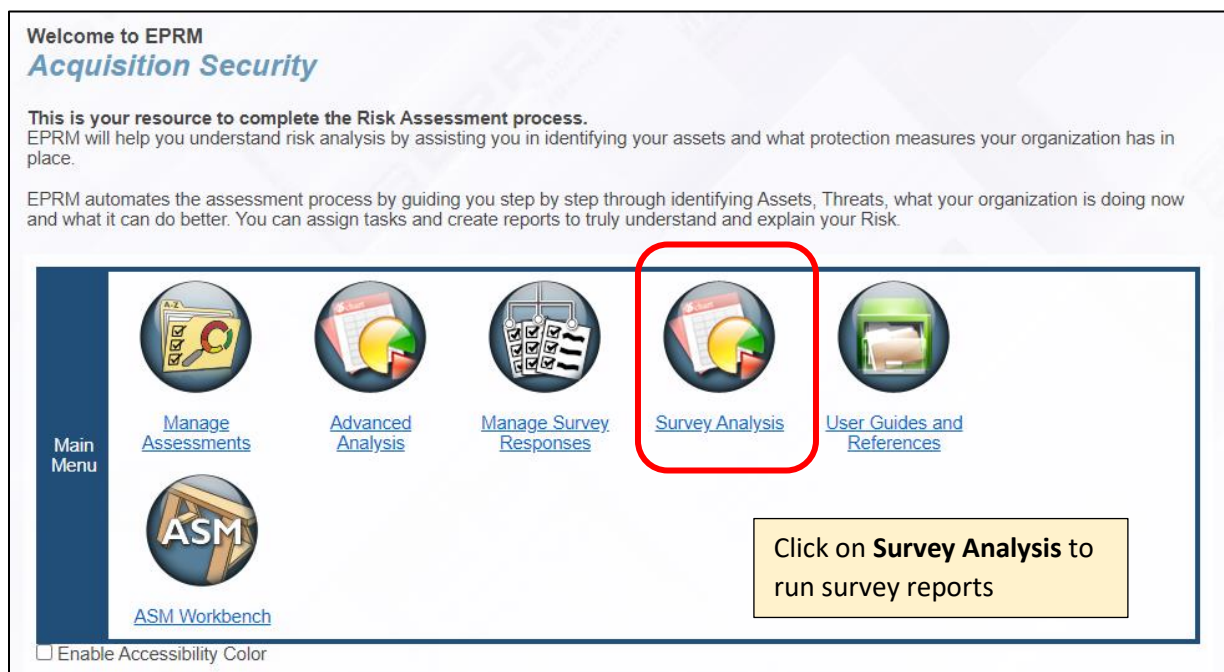 Welcome to EPRM
Acquisition Security
This is your resource to complete the Risk Assessment process.
EPRM will help you understand risk analysis by assisting you in identifying your assets and what protection measures your organization has in
place.
EPRM automates the assessment process by guiding you step by step through identifying Assets, Threats, what your organization is doing now
and what it can do better. You can assign tasks and create reports to truly understand and explain your Risk.
Main
Menu
A-Z
Manage
Assessments
chart
Advanced
Analysis
Manage Survey
Responses
chart
Survey Analysis
User Guides and
References
ASM
ASM Workbench
Click on Survey Analysis to
run survey reports
Enable Accessibility Color